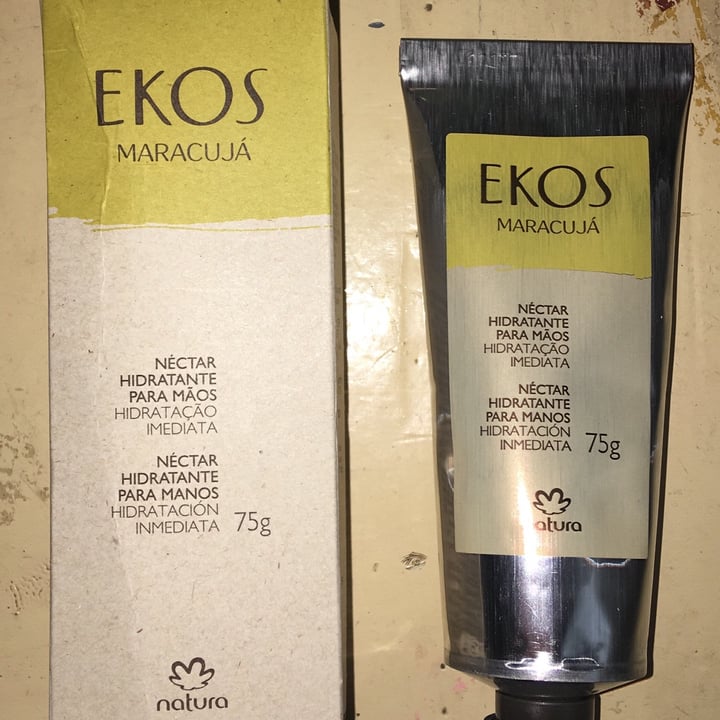 EKOS
MARACUJÁ
NÉCTAR
HIDRATANTE
PARA MÃOS
HIDRATAÇÃO
IMEDIATA
NÉCTAR
HIDRATANTE
PARA MANOS
HIDRATACIÓN
INMEDIATA 75g
natura
EKOS
MARACUJÁ
NÉCTAR
HIDRATANTE
PARA MÃOS
HIDRATAÇÃO
IMEDIATA
NÉCTAR
HIDRATANTE
PARA MANOS
HIDRATACIÓN
INMEDIATA 75g
natura